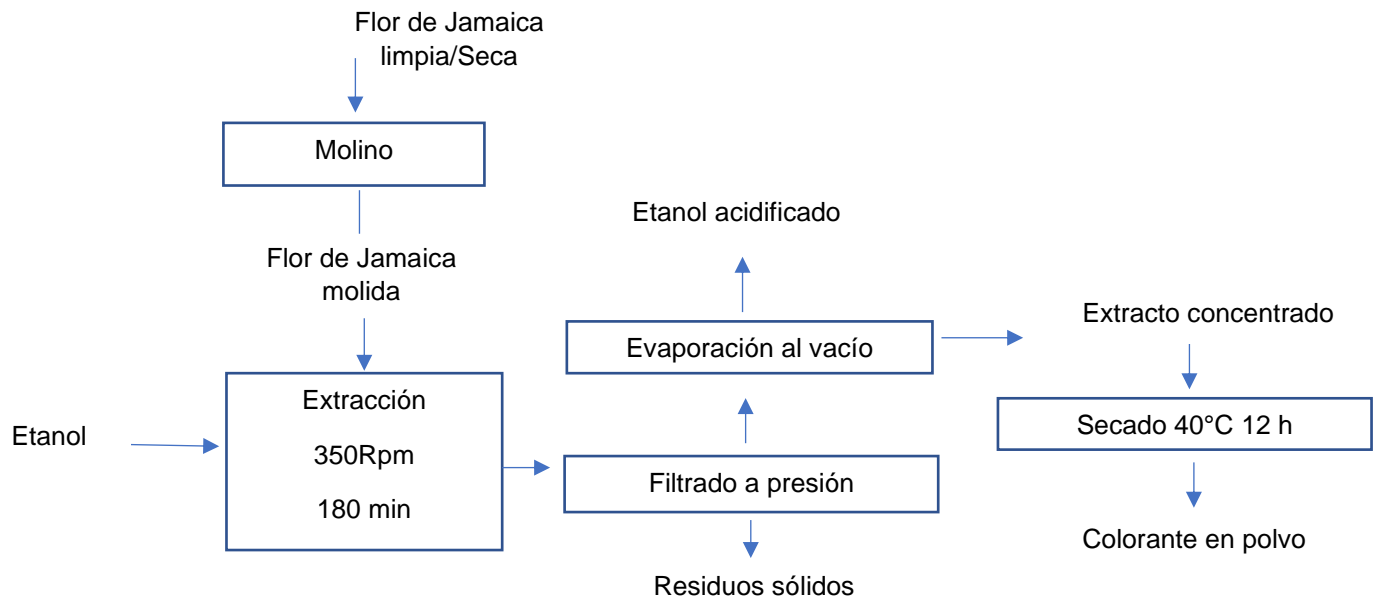 Flor de Jamaica
limpia/Seca
Molino
Flor de Jamaica
molida
Etanol
Extracción
350Rpm
180 min
Filtrado a presión
Residuos sólidos
Evaporación al vacío
Etanol acidificado
Extracto concentrado
Secado 40°C 12 h
Colorante en polvo